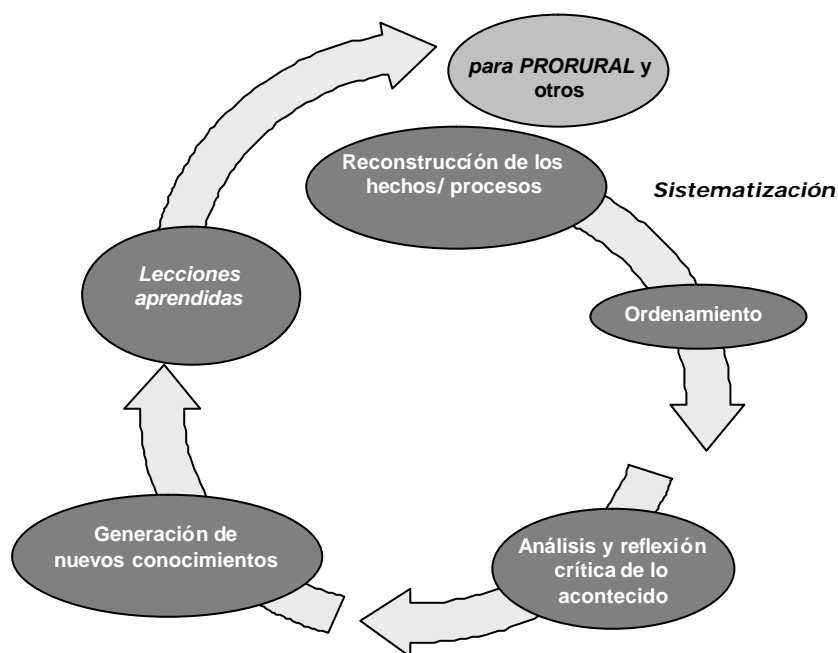 para PRORURAL y
otros
Reconstrucción de los
hechos/ procesos
Sistematización
Ordenamiento
Análisis y reflexión
crítica de lo
acontecido
Generación de
nuevos conocimientos
Lecciones
aprendidas